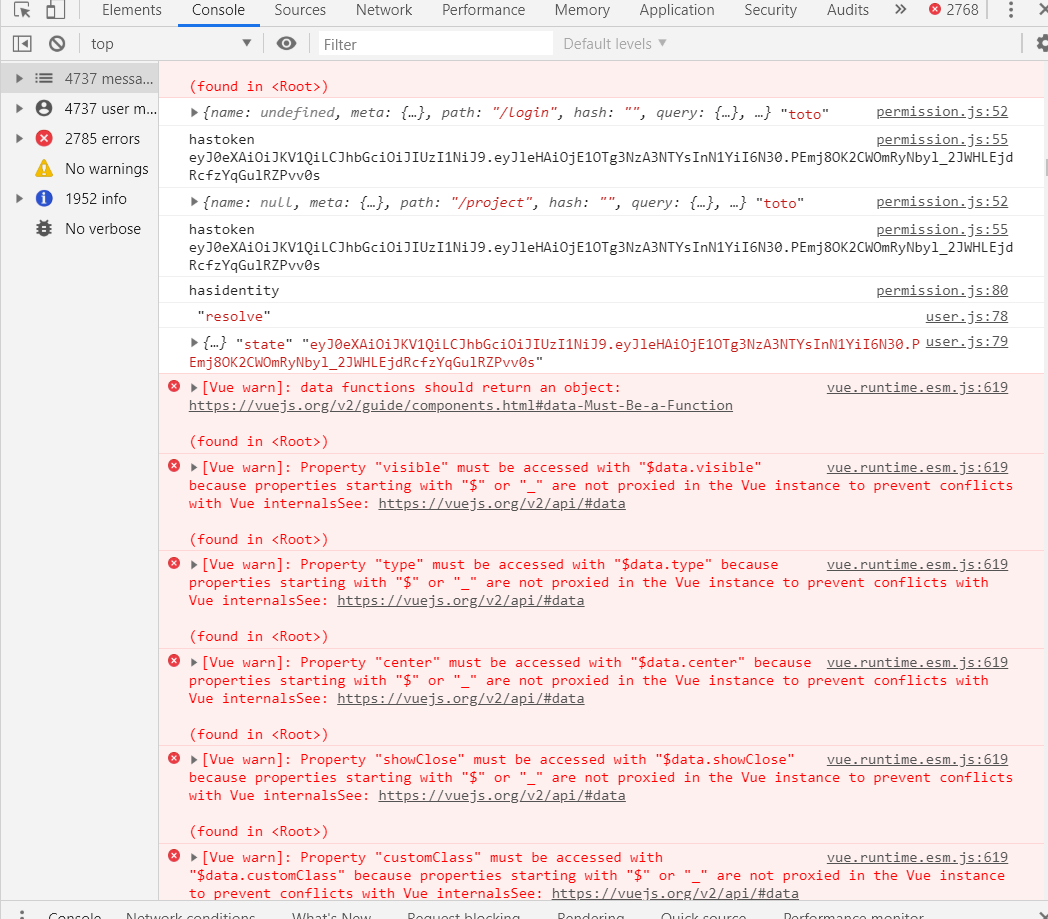 Elements Console Sources Network Performance Memory Application Security Audits » 2768
top Filter Default levels
4737 messa...
4737 user m...
2785 errors
No warnings
1952 info
No verbose
(found in <Root>)
{name: undefined, meta: {…}, path: "/login", hash: "", query: {…}, …} "toto" permission.js:52
hastoken permission.js:55
eyJ0eXAiOiJKV1QiLCJhbGciOiJIUzI1NiJ9.eyJleHAiOjE1OTg3NzA3NTYsInN1YiI6N30.PEmj8OK2CWOmRyNbyl_2JWHLEjd
RcfzYqGulRZPvv0s
{name: null, meta: {…}, path: "/project", hash: "", query: {…}, …} "toto" permission.js:52
hastoken permission.js:55
eyJ0eXAiOiJKV1QiLCJhbGciOiJIUzI1NiJ9.eyJleHAiOjE1OTg3NzA3NTYsInN1YiI6N30.PEmj8OK2CWOmRyNbyl_2JWHLEjd
RcfzYqGulRZPvv0s
hasidentity permission.js:80
"resolve" user.js:78
{…} "state" "eyJ0eXAiOiJKV1QiLCJhbGciOiJIUzI1NiJ9.eyJleHAiOjE1OTg3NzA3NTYsInN1YiI6N30.P user.js:79
Emj8OK2CWOmRyNbyl_2JWHLEjdRcfzYqGulRZPvv0s"
[Vue warn]: data functions should return an object: vue.runtime.esm.js:619
https://vuejs.org/v2/guide/components.html#data-Must-Be-a-Function
(found in <Root>)
[Vue warn]: Property "visible" must be accessed with "$data.visible" vue.runtime.esm.js:619
because properties starting with "$" or "_" are not proxied in the Vue instance to prevent conflicts
with Vue internalsSee: https://vuejs.org/v2/api/#data
(found in <Root>)
[Vue warn]: Property "type" must be accessed with "$data.type" because vue.runtime.esm.js:619
properties starting with "$" or "_" are not proxied in the Vue instance to prevent conflicts with
Vue internalsSee: https://vuejs.org/v2/api/#data
(found in <Root>)
[Vue warn]: Property "center" must be accessed with "$data.center" because vue.runtime.esm.js:619
properties starting with "$" or "_" are not proxied in the Vue instance to prevent conflicts with
Vue internalsSee: https://vuejs.org/v2/api/#data
(found in <Root>)
[Vue warn]: Property "showClose" must be accessed with "$data.showClose" vue.runtime.esm.js:619
because properties starting with "$" or "_" are not proxied in the Vue instance to prevent conflicts
with Vue internalsSee: https://vuejs.org/v2/api/#data
(found in <Root>)
[Vue warn]: Property "customClass" must be accessed with vue.runtime.esm.js:619
"$data.customClass" because properties starting with "$" or "_" are not proxied in the Vue instance
to prevent conflicts with Vue internalsSee: https://vuejs.org/v2/api/#data
Console Network conditions What's New Request blocking Rendering Quick source Performance monitor